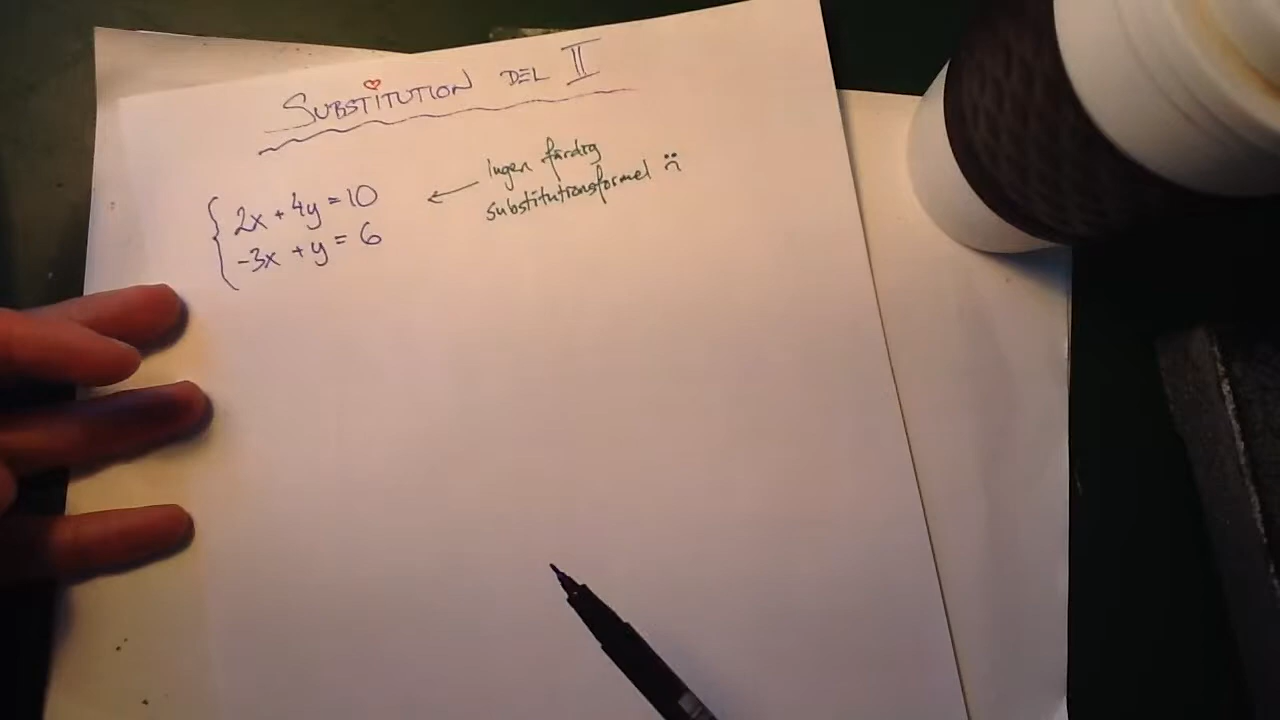 SUBSTITUTION DEL II
2x + 4y = 10
-3x + y = 6
Ingen färdig
substitutionsformel :(